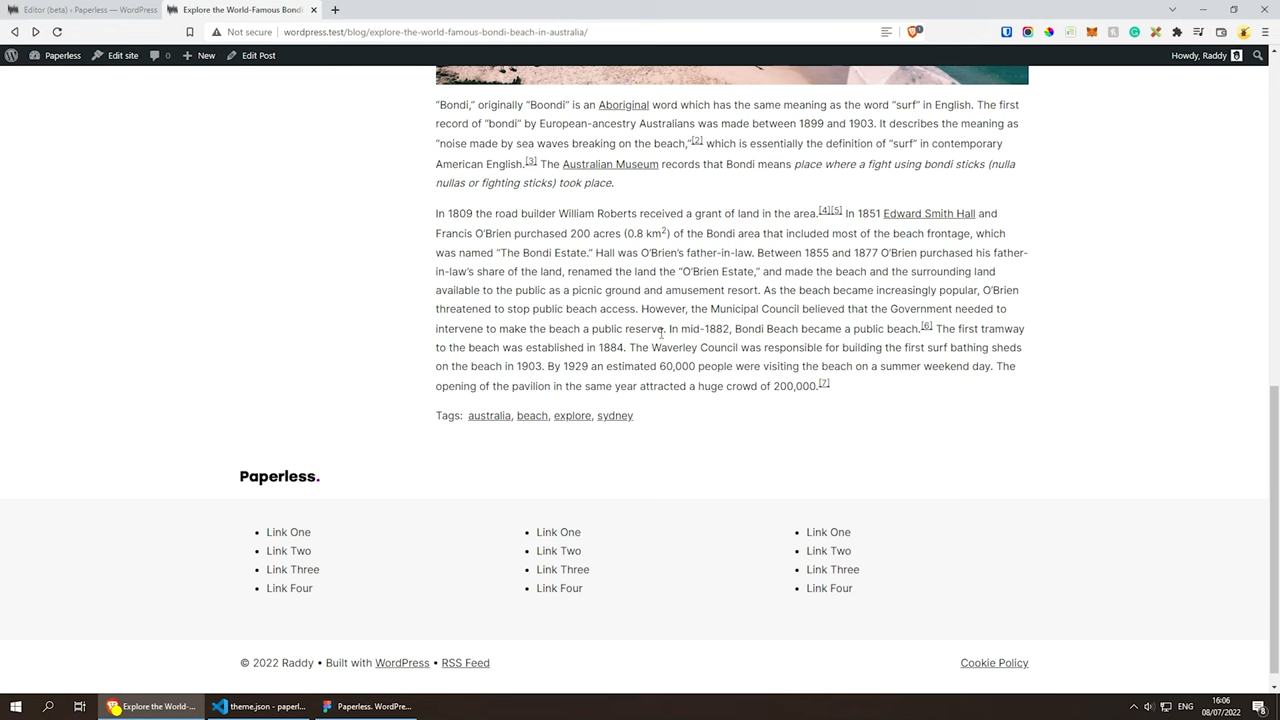 Editor (beta) ‹ Paperless — WordPress
Explore the World-Famous Bondi
Not secure
wordpress.test/blog/explore-the-world-famous-bondi-beach-in-australia/
Paperless
Edit site
0
New
Edit Post
Howdy, Raddy
“Bondi,” originally “Boondi” is an Aboriginal word which has the same meaning as the word “surf” in English. The first
record of “bondi” by European-ancestry Australians was made between 1899 and 1903. It describes the meaning as
“noise made by sea waves breaking on the beach,”[2] which is essentially the definition of “surf” in contemporary
American English.[3] The Australian Museum records that Bondi means place where a fight using bondi sticks (nulla
nullas or fighting sticks) took place.
In 1809 the road builder William Roberts received a grant of land in the area.[4][5] In 1851 Edward Smith Hall and
Francis O’Brien purchased 200 acres (0.8 km2) of the Bondi area that included most of the beach frontage, which
was named “The Bondi Estate.” Hall was O’Brien’s father-in-law. Between 1855 and 1877 O’Brien purchased his father-
in-law’s share of the land, renamed the land the “O’Brien Estate,” and made the beach and the surrounding land
available to the public as a picnic ground and amusement resort. As the beach became increasingly popular, O’Brien
threatened to stop public beach access. However, the Municipal Council believed that the Government needed to
intervene to make the beach a public reserve. In mid-1882, Bondi Beach became a public beach.[6] The first tramway
to the beach was established in 1884. The Waverley Council was responsible for building the first surf bathing sheds
on the beach in 1903. By 1929 an estimated 60,000 people were visiting the beach on a summer weekend day. The
opening of the pavilion in the same year attracted a huge crowd of 200,000.[7]
Tags: australia, beach, explore, sydney
Paperless.
Link One
Link Two
Link Three
Link Four
Link One
Link Two
Link Three
Link Four
Link One
Link Two
Link Three
Link Four
© 2022 Raddy • Built with WordPress • RSS Feed
Cookie Policy
Explore the World-...
theme.json - paperl...
Paperless. WordPre...
ENG
16:06
08/07/2022